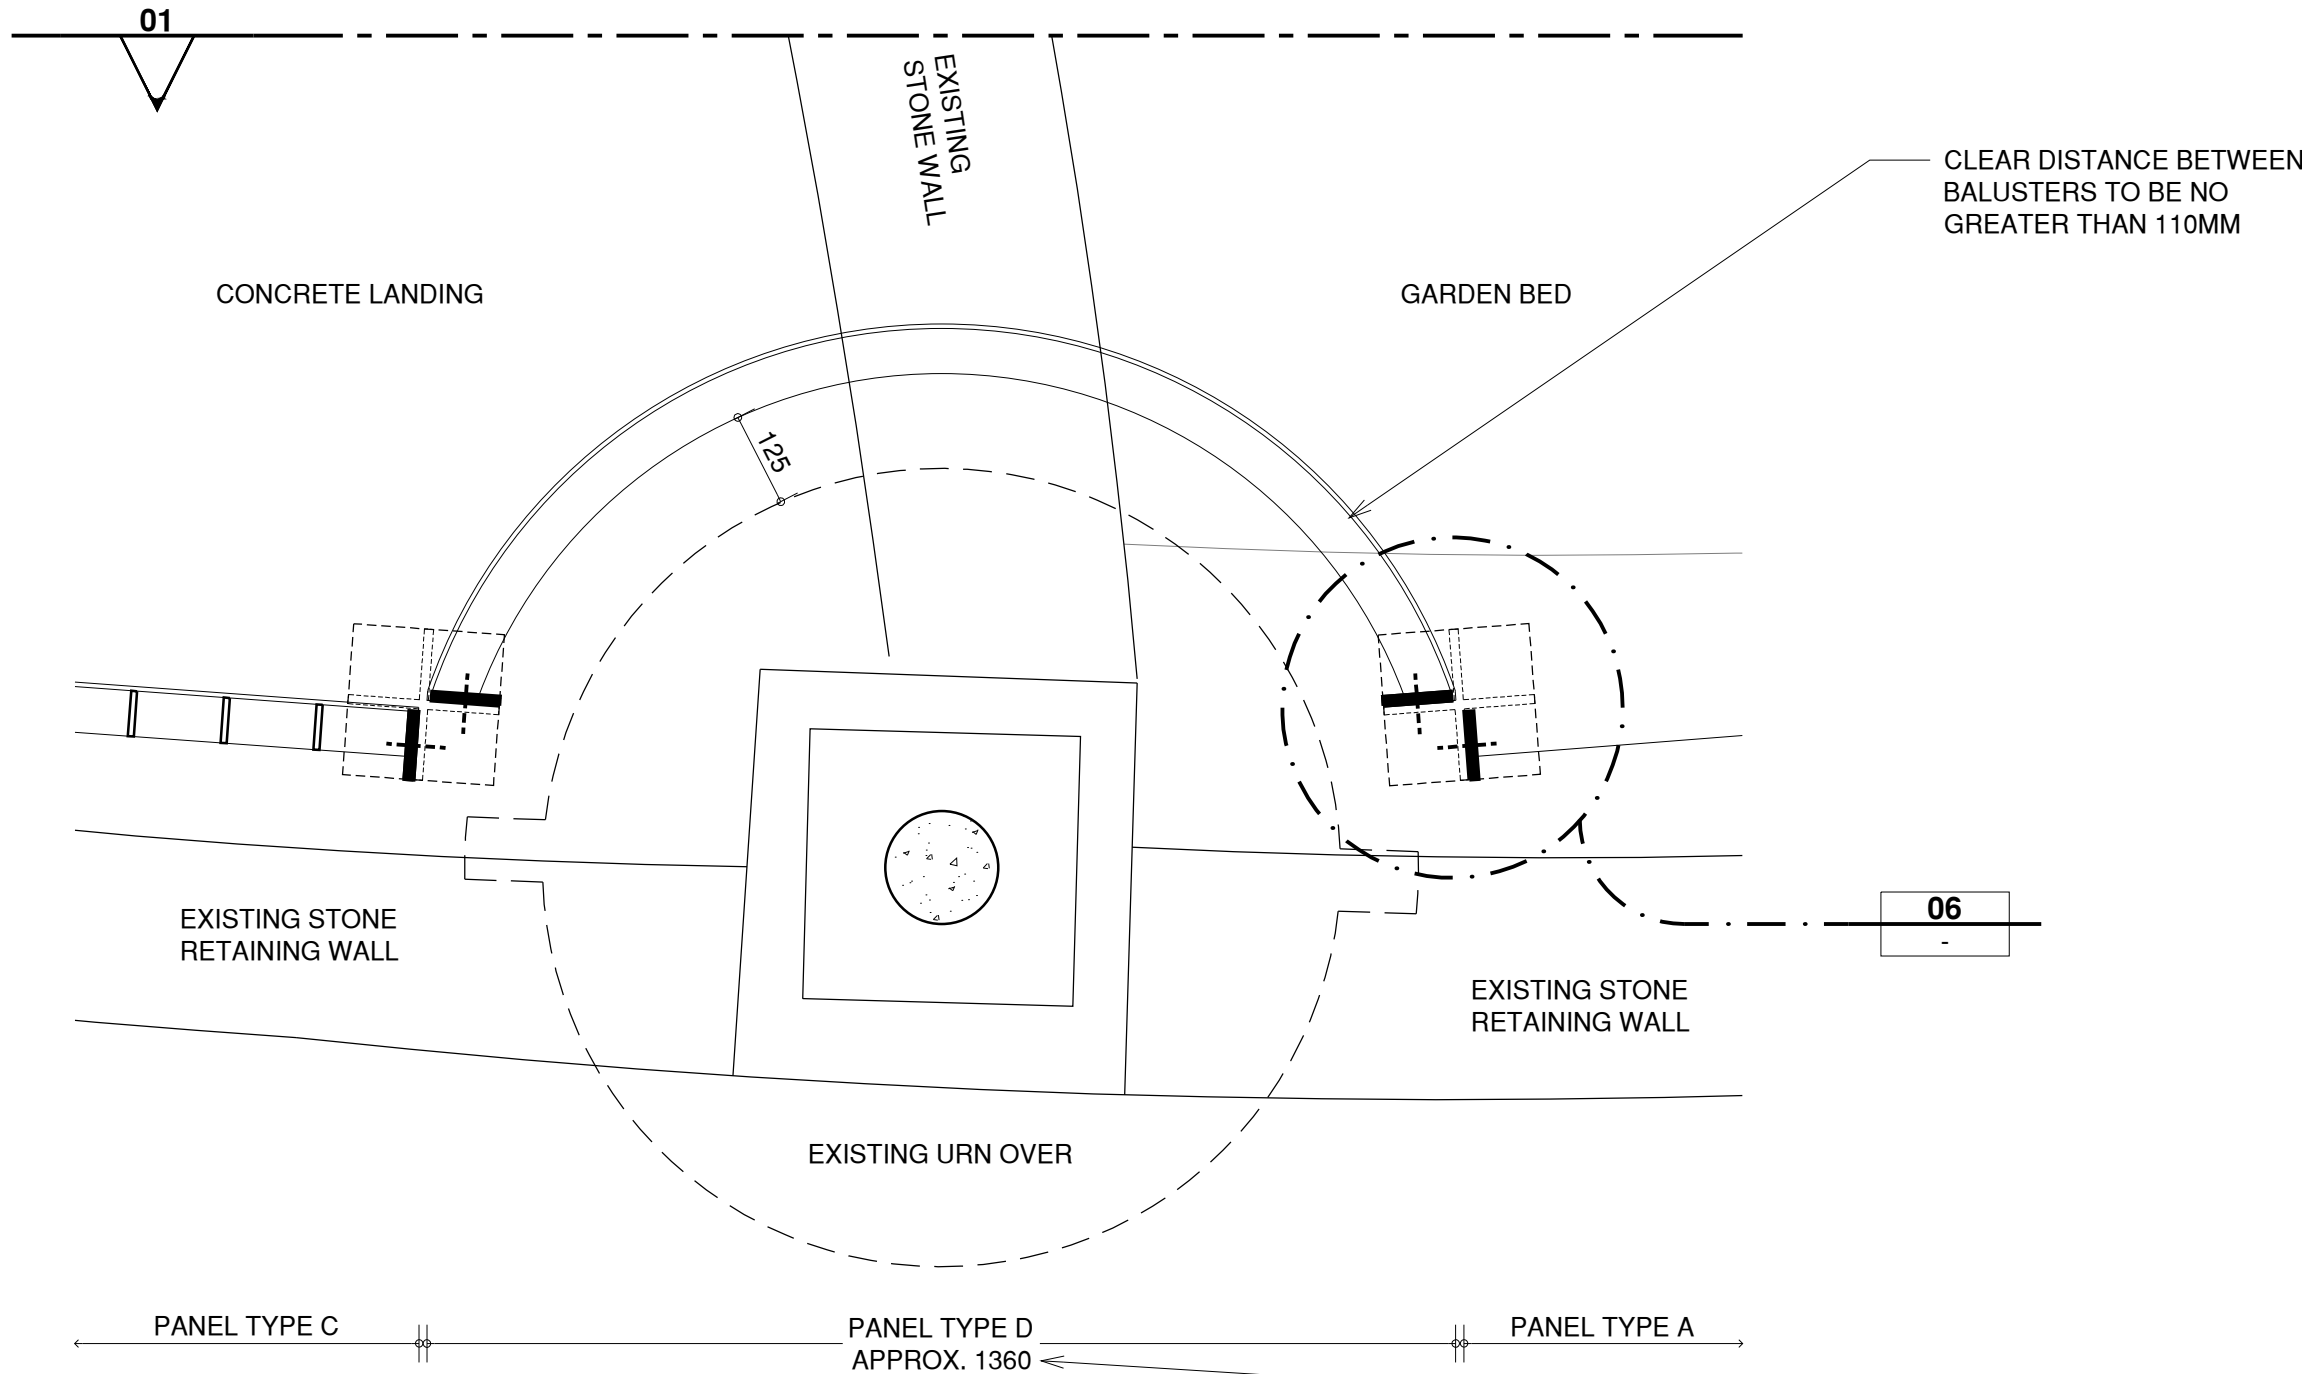 01
EXISTING
STONE WALL
CLEAR DISTANCE BETWEEN
BALUSTERS TO BE NO
GREATER THAN 110MM
CONCRETE LANDING
GARDEN BED
125
EXISTING STONE
RETAINING WALL
06
-
EXISTING STONE
RETAINING WALL
EXISTING URN OVER
PANEL TYPE C
PANEL TYPE D
APPROX. 1360
PANEL TYPE A